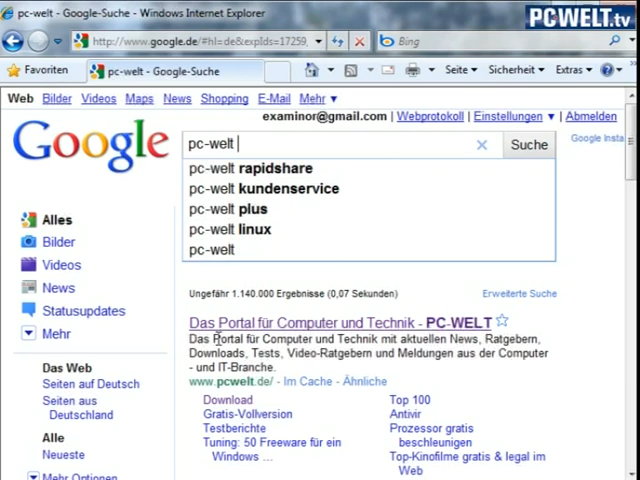 pc-welt - Google-Suche - Windows Internet Explorer
PCWELT.tv
http://www.google.de/#hl=de&expIds=17259,
Bing
Favoriten
pc-welt - Google-Suche
Seite
Sicherheit
Extras
Web Bilder Videos Maps News Shopping E-Mail Mehr
examinor@gmail.com | Webprotokoll | Einstellungen | Abmelden
Google
pc-welt
Suche
Google Insta
pc-welt rapidshare
pc-welt kundenservice
pc-welt plus
pc-welt linux
pc-welt
Alles
Bilder
Videos
News
Statusupdates
Mehr
Das Web
Seiten auf Deutsch
Seiten aus
Deutschland
Alle
Neueste
Mehr Optionen
Ungefähr 1.140.000 Ergebnisse (0,07 Sekunden)
Erweiterte Suche
Das Portal für Computer und Technik - PC-WELT
Das Portal für Computer und Technik mit aktuellen News, Ratgebern,
Downloads, Tests, Video-Ratgebern und Meldungen aus der Computer
- und IT-Branche.
www.pcwelt.de/ - Im Cache - Ähnliche
Download
Gratis-Vollversion
Testberichte
Tuning: 50 Freeware für ein
Windows ...
Top 100
Antivir
Prozessor gratis
beschleunigen
Top-Kinofilme gratis & legal im
Web